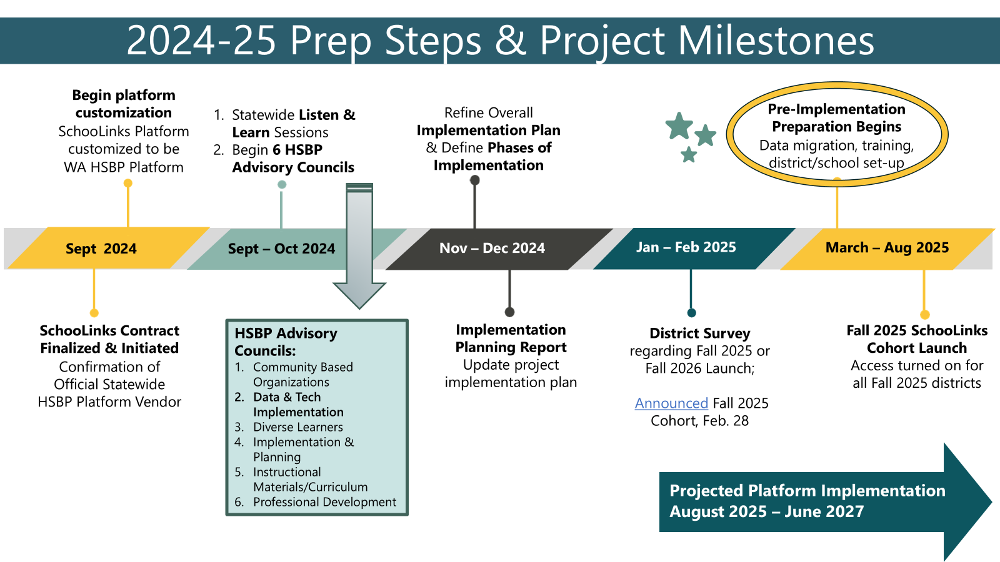 2024-25 Prep Steps & Project Milestones
Begin platform
customization
SchooLinks Platform
customized to be
WA HSBP Platform
1. Statewide Listen &
Learn Sessions
2. Begin 6 HSBP
Advisory Councils
Refine Overall
Implementation Plan
& Define Phases of
Implementation
Pre-Implementation
Preparation Begins
Data migration, training,
district/school set-up
Sept 2024
Sept – Oct 2024
Nov – Dec 2024
Jan – Feb 2025
March – Aug 2025
SchooLinks Contract
Finalized & Initiated
Confirmation of
Official Statewide
HSBP Platform Vendor
HSBP Advisory
Councils:
1. Community Based
Organizations
2. Data & Tech
Implementation
3. Diverse Learners
4. Implementation &
Planning
5. Instructional
Materials/Curriculum
6. Professional Development
Implementation
Planning Report
Update project
implementation plan
District Survey
regarding Fall 2025 or
Fall 2026 Launch;
Announced Fall 2025
Cohort, Feb. 28
Fall 2025 SchooLinks
Cohort Launch
Access turned on for
all Fall 2025 districts
Projected Platform Implementation
August 2025 – June 2027